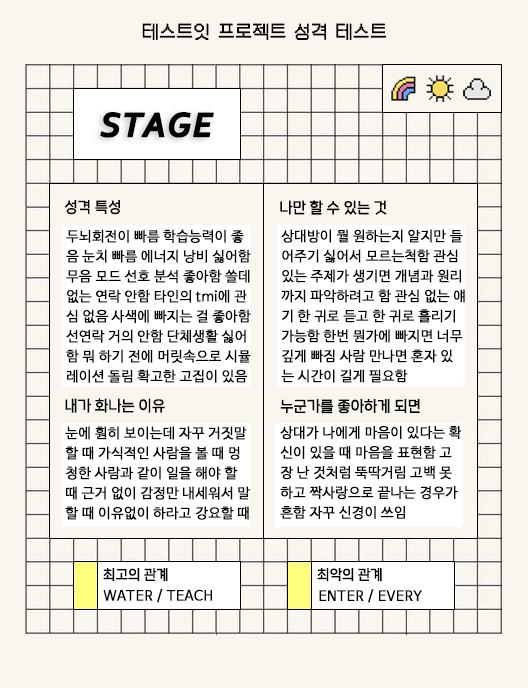 테스트잇 프로젝트 성격 테스트
STAGE
성격 특성
두뇌회전이 빠름 학습능력이 좋
음 눈치 빠름 에너지 낭비 싫어함
무음 모드 선호 분석 좋아함 쓸데
없는 연락 안함 타인의 tmi에 관
심 없음 사색에 빠지는 걸 좋아함
선연락 거의 안함 단체생활 싫어
함 뭐 하기 전에 머릿속으로 시뮬
레이션 돌림 확고한 고집이 있음
나만 할 수 있는 것
상대방이 뭘 원하는지 알지만 들
어주기 싫어서 모르는척함 관심
있는 주제가 생기면 개념과 원리
까지 파악하려고 함 관심 없는 얘
기 한 귀로 듣고 한 귀로 흘리기
가능함 한번 뭔가에 빠지면 너무
깊게 빠짐 사람 만나면 혼자 있
는 시간이 길게 필요함
내가 화나는 이유
눈에 훤히 보이는데 자꾸 거짓말
할 때 가식적인 사람을 볼 때 멍
청한 사람과 같이 일을 해야 할
때 근거 없이 감정만 내세워서 말
할 때 이유없이 하라고 강요할 때
누군가를 좋아하게 되면
상대가 나에게 마음이 있다는 확
신이 있을 때 마음을 표현함 고
장 난 것처럼 뚝딱거림 고백 못
하고 짝사랑으로 끝나는 경우가
흔함 자꾸 신경이 쓰임
최고의 관계
WATER / TEACH
최악의 관계
ENTER / EVERY